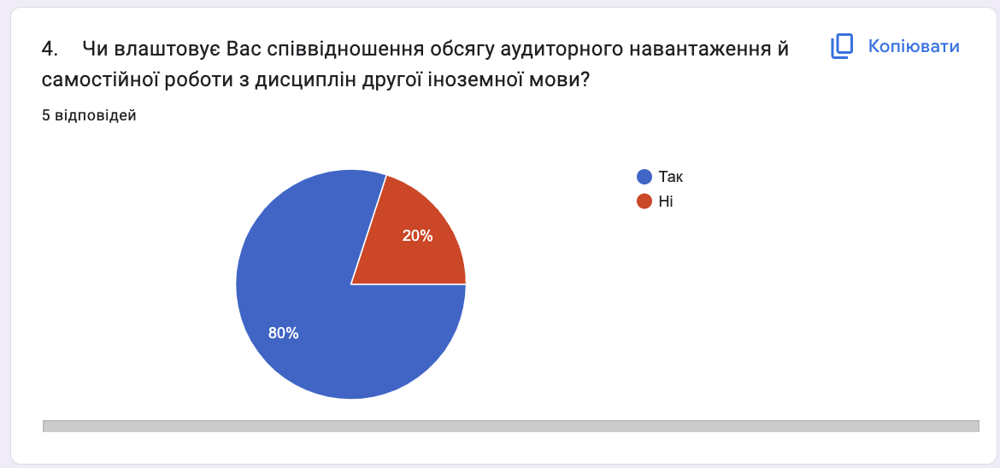 4. Чи влаштовує Вас співвідношення обсягу аудиторного навантаження й
самостійної роботи з дисциплін другої іноземної мови?
Копіювати
5 відповідей
Так
Ні
20%
80%